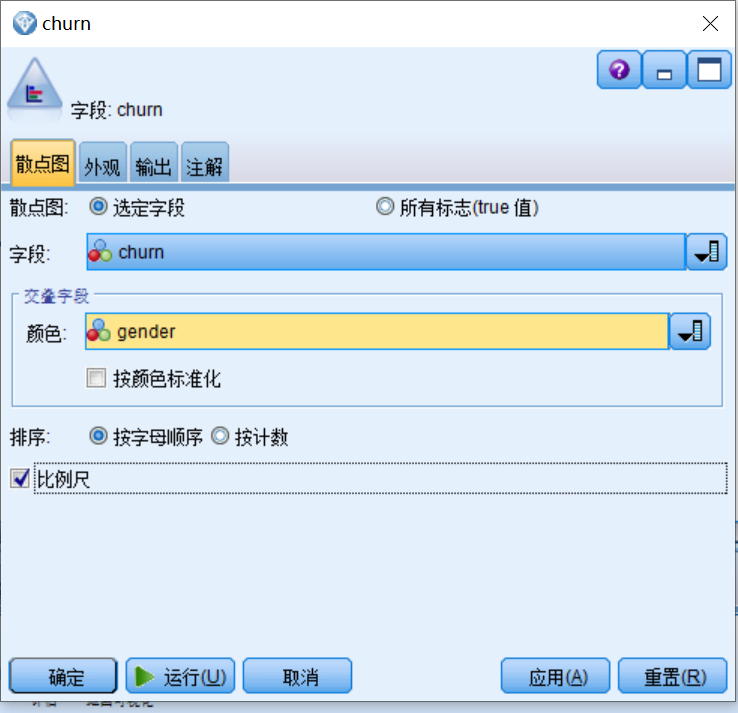 churn
字段: churn
散点图 外观 输出 注解
散点图: 选定字段 所有标志(true 值)
字段: churn
交叠字段
颜色: gender
按颜色标准化
排序: 按字母顺序 按计数
比例尺
确定 运行(U) 取消 应用(A) 重置(R)